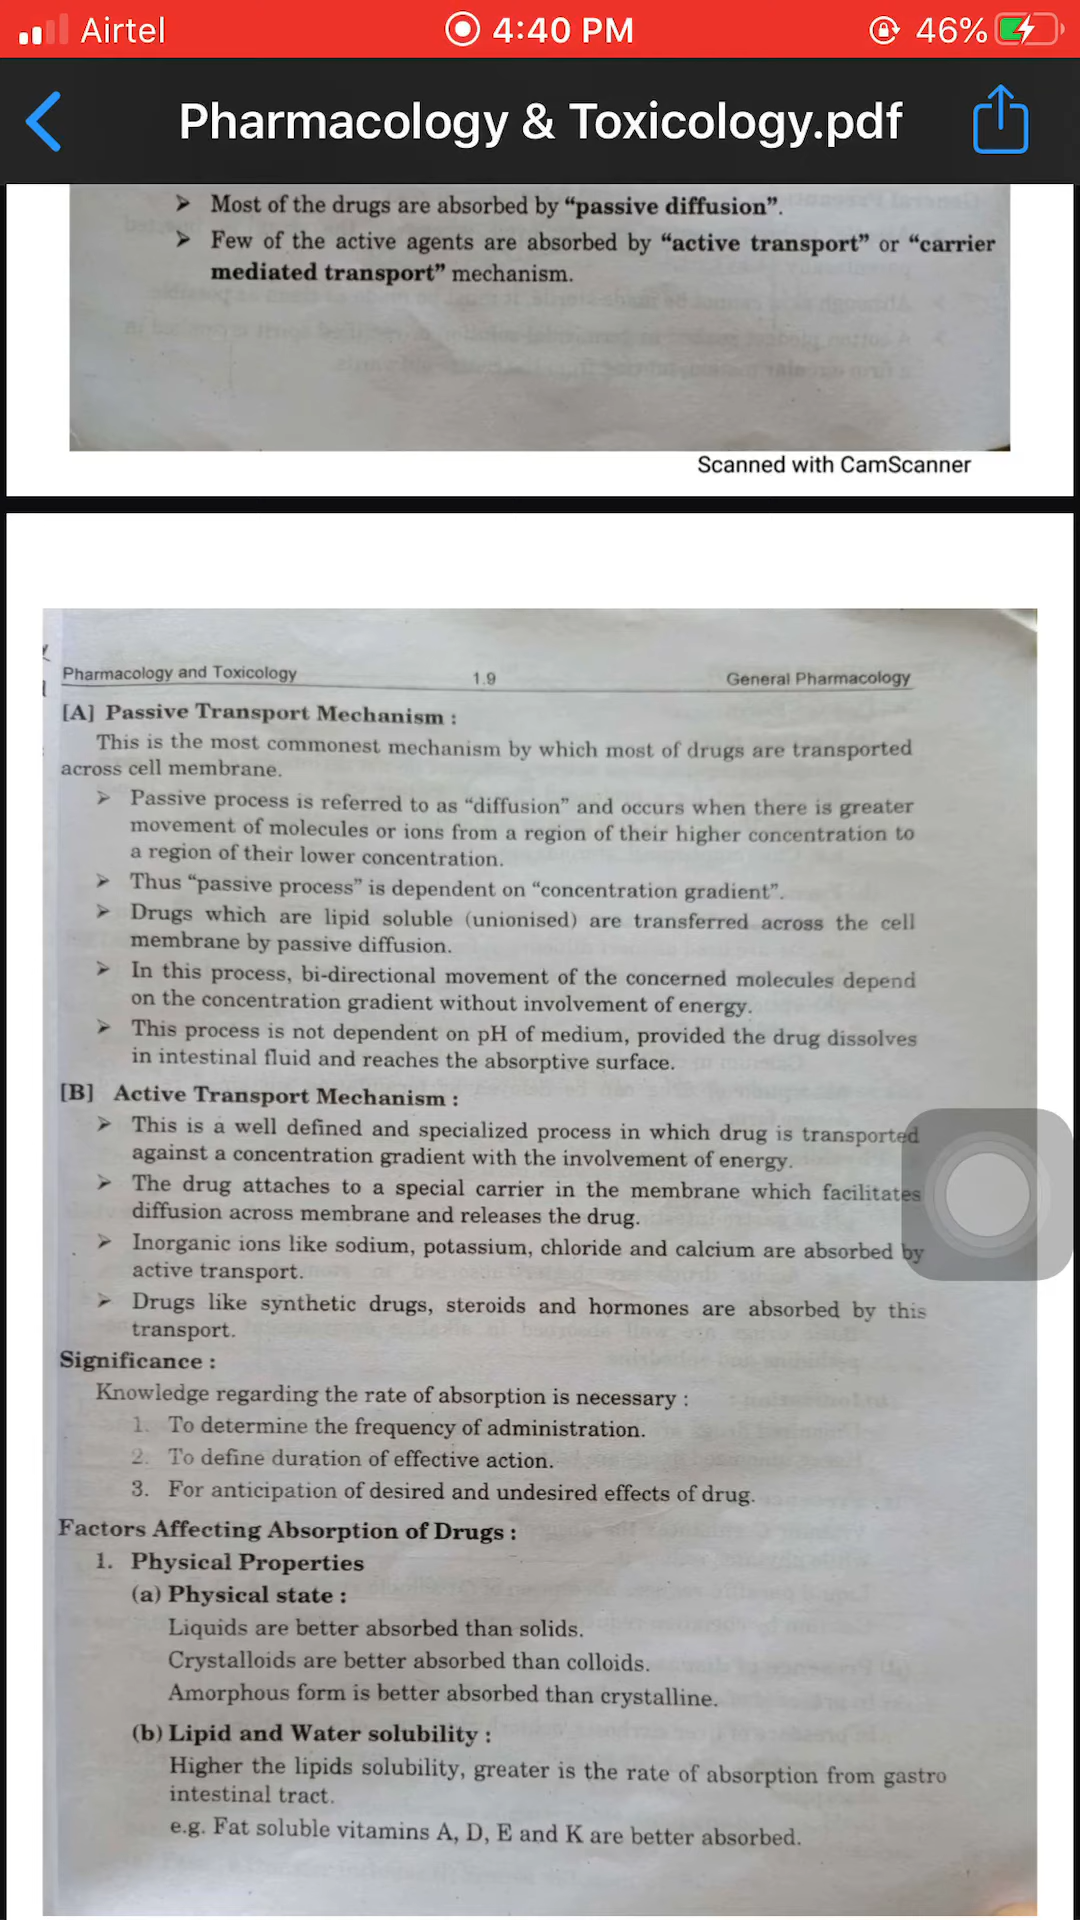 Airtel
4:40 PM
46%
Pharmacology & Toxicology.pdf
➤ Most of the drugs are absorbed by “passive diffusion”.
➤ Few of the active agents are absorbed by “active transport” or “carrier
mediated transport” mechanism.
Scanned with CamScanner
Pharmacology and Toxicology 1.9 General Pharmacology
[A] Passive Transport Mechanism :
This is the most commonest mechanism by which most of drugs are transported
across cell membrane.
➤ Passive process is referred to as “diffusion” and occurs when there is greater
movement of molecules or ions from a region of their higher concentration to
a region of their lower concentration.
➤ Thus “passive process” is dependent on “concentration gradient”.
➤ Drugs which are lipid soluble (unionised) are transferred across the cell
membrane by passive diffusion.
➤ In this process, bi-directional movement of the concerned molecules depend
on the concentration gradient without involvement of energy.
➤ This process is not dependent on pH of medium, provided the drug dissolves
in intestinal fluid and reaches the absorptive surface.
[B] Active Transport Mechanism :
➤ This is a well defined and specialized process in which drug is transported
against a concentration gradient with the involvement of energy.
➤ The drug attaches to a special carrier in the membrane which facilitates
diffusion across membrane and releases the drug.
➤ Inorganic ions like sodium, potassium, chloride and calcium are absorbed by
active transport.
➤ Drugs like synthetic drugs, steroids and hormones are absorbed by this
transport.
Significance :
Knowledge regarding the rate of absorption is necessary :
1. To determine the frequency of administration.
2. To define duration of effective action.
3. For anticipation of desired and undesired effects of drug.
Factors Affecting Absorption of Drugs :
1. Physical Properties
(a) Physical state :
Liquids are better absorbed than solids.
Crystalloids are better absorbed than colloids.
Amorphous form is better absorbed than crystalline.
(b) Lipid and Water solubility :
Higher the lipids solubility, greater is the rate of absorption from gastro
intestinal tract.
e.g. Fat soluble vitamins A, D, E and K are better absorbed.